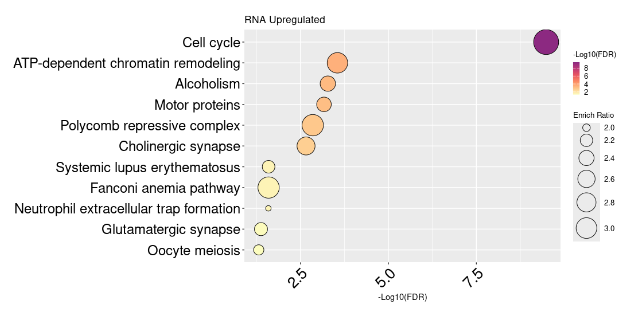 RNA Upregulated
Cell cycle
ATP-dependent chromatin remodeling
Alcoholism
Motor proteins
Polycomb repressive complex
Cholinergic synapse
Systemic lupus erythematosus
Fanconi anemia pathway
Neutrophil extracellular trap formation
Glutamatergic synapse
Oocyte meiosis
2.5
5.0
7.5
-Log10(FDR)
-Log10(FDR)
8
6
4
2
Enrich Ratio
2.0
2.2
2.4
2.6
2.8
3.0